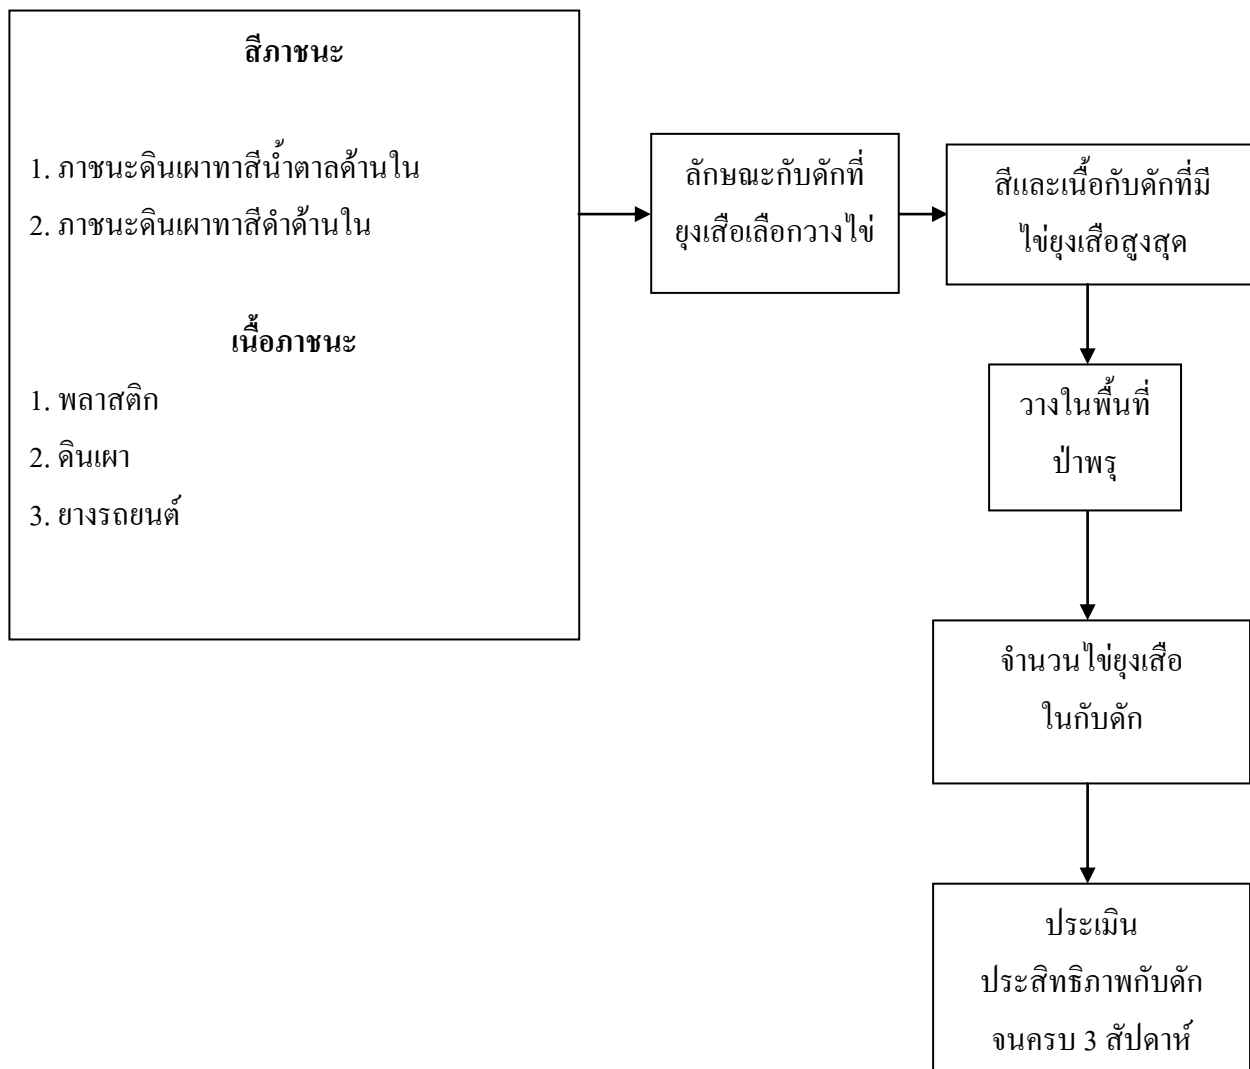 สีภาชนะ
1. ภาชนะดินเผาทาสีน้ำตาลด้านใน
2. ภาชนะดินเผาทาสีดำด้านใน
เนื้อภาชนะ
1. พลาสติก
2. ดินเผา
3. ยางรถยนต์
ลักษณะกับดักที่
ยุงเสือเลือกวางไข่
สีและเนื้อกับดักที่มี
ไข่ยุงเสือสูงสุด
วางในพื้นที่
ป่าพรุ
จำนวนไข่ยุงเสือ
ในกับดัก
ประเมิน
ประสิทธิภาพกับดัก
จนครบ 3 สัปดาห์